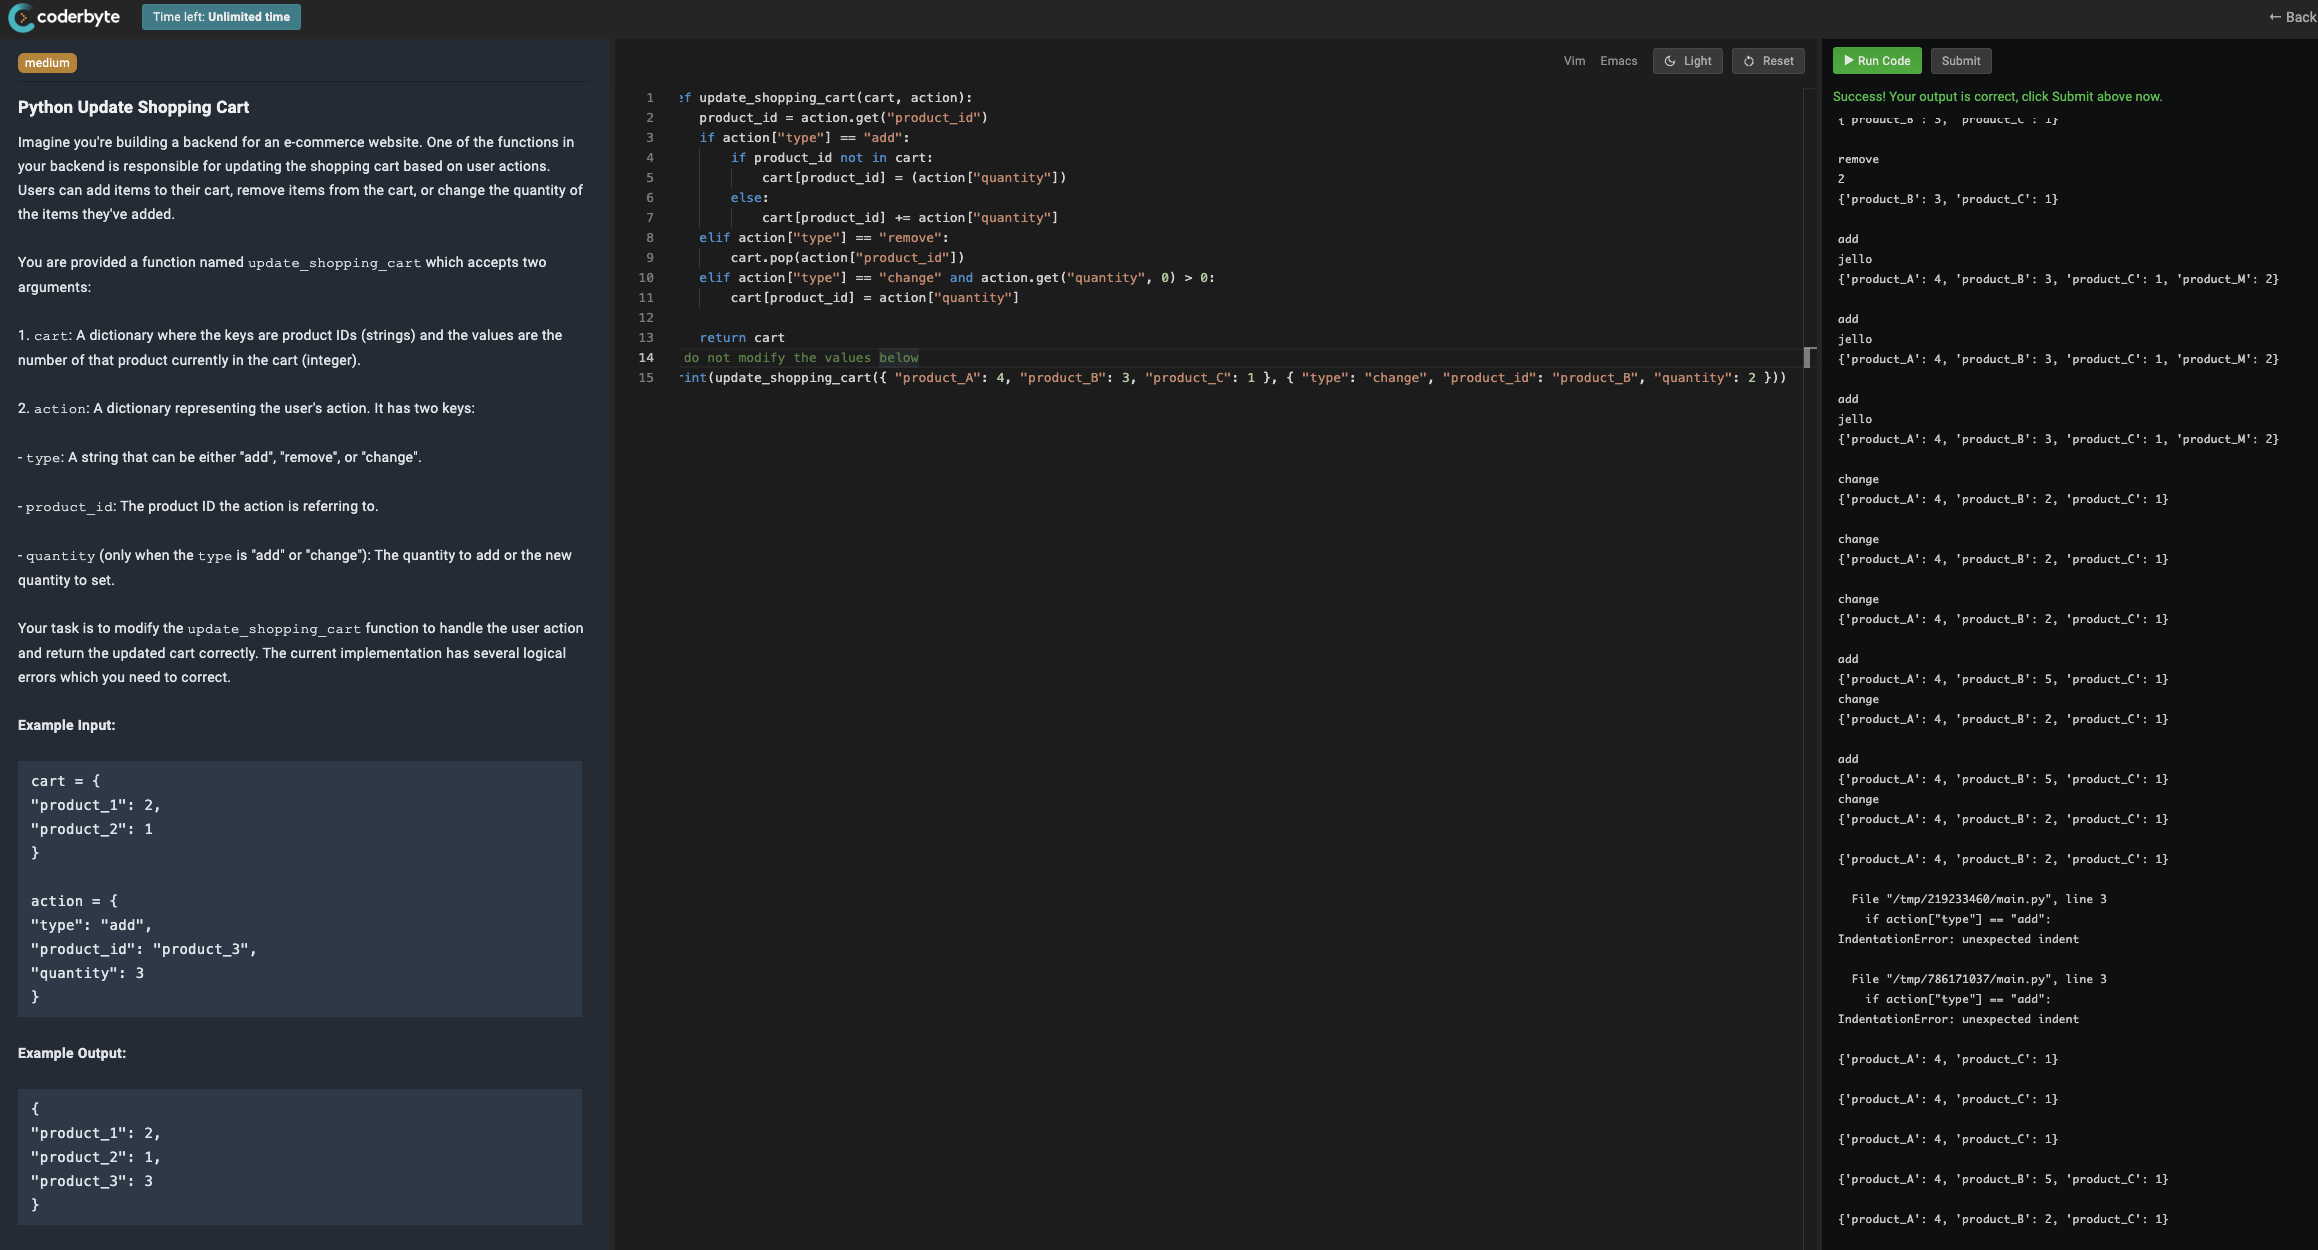 coderbyte
Time left: Unlimited time
← Back
medium
Python Update Shopping Cart
Imagine you're building a backend for an e-commerce website. One of the functions in
your backend is responsible for updating the shopping cart based on user actions.
Users can add items to their cart, remove items from the cart, or change the quantity of
the items they've added.
You are provided a function named update_shopping_cart which accepts two
arguments:
1. cart: A dictionary where the keys are product IDs (strings) and the values are the
number of that product currently in the cart (integer).
2. action: A dictionary representing the user's action. It has two keys:
- type: A string that can be either "add", "remove", or "change".
- product_id: The product ID the action is referring to.
- quantity (only when the type is "add" or "change"): The quantity to add or the new
quantity to set.
Your task is to modify the update_shopping_cart function to handle the user action
and return the updated cart correctly. The current implementation has several logical
errors which you need to correct.
Example Input:
cart = {
"product_1": 2,
"product_2": 1
}
action = {
"type": "add",
"product_id": "product_3",
"quantity": 3
}
Example Output:
{
"product_1": 2,
"product_2": 1,
"product_3": 3
}
Vim Emacs Light Reset
1 ef update_shopping_cart(cart, action):
2 product_id = action.get("product_id")
3 if action["type"] == "add":
4 if product_id not in cart:
5 cart[product_id] = (action["quantity"])
6 else:
7 cart[product_id] += action["quantity"]
8 elif action["type"] == "remove":
9 cart.pop(action["product_id"])
10 elif action["type"] == "change" and action.get("quantity", 0) > 0:
11 cart[product_id] = action["quantity"]
12
13 return cart
14 do not modify the values below
15 rint(update_shopping_cart({ "product_A": 4, "product_B": 3, "product_C": 1 }, { "type": "change", "product_id": "product_B", "quantity": 2 }))
Run Code Submit
Success! Your output is correct, click Submit above now.
{'product_B': 3, 'product_C': 1}
remove
2
{'product_B': 3, 'product_C': 1}
add
jello
{'product_A': 4, 'product_B': 3, 'product_C': 1, 'product_M': 2}
add
jello
{'product_A': 4, 'product_B': 3, 'product_C': 1, 'product_M': 2}
add
jello
{'product_A': 4, 'product_B': 3, 'product_C': 1, 'product_M': 2}
change
{'product_A': 4, 'product_B': 2, 'product_C': 1}
change
{'product_A': 4, 'product_B': 2, 'product_C': 1}
change
{'product_A': 4, 'product_B': 2, 'product_C': 1}
add
{'product_A': 4, 'product_B': 5, 'product_C': 1}
change
{'product_A': 4, 'product_B': 2, 'product_C': 1}
add
{'product_A': 4, 'product_B': 5, 'product_C': 1}
change
{'product_A': 4, 'product_B': 2, 'product_C': 1}
{'product_A': 4, 'product_B': 2, 'product_C': 1}
File "/tmp/219233460/main.py", line 3
if action["type"] == "add":
IndentationError: unexpected indent
File "/tmp/786171037/main.py", line 3
if action["type"] == "add":
IndentationError: unexpected indent
{'product_A': 4, 'product_C': 1}
{'product_A': 4, 'product_C': 1}
{'product_A': 4, 'product_C': 1}
{'product_A': 4, 'product_B': 5, 'product_C': 1}
{'product_A': 4, 'product_B': 2, 'product_C': 1}